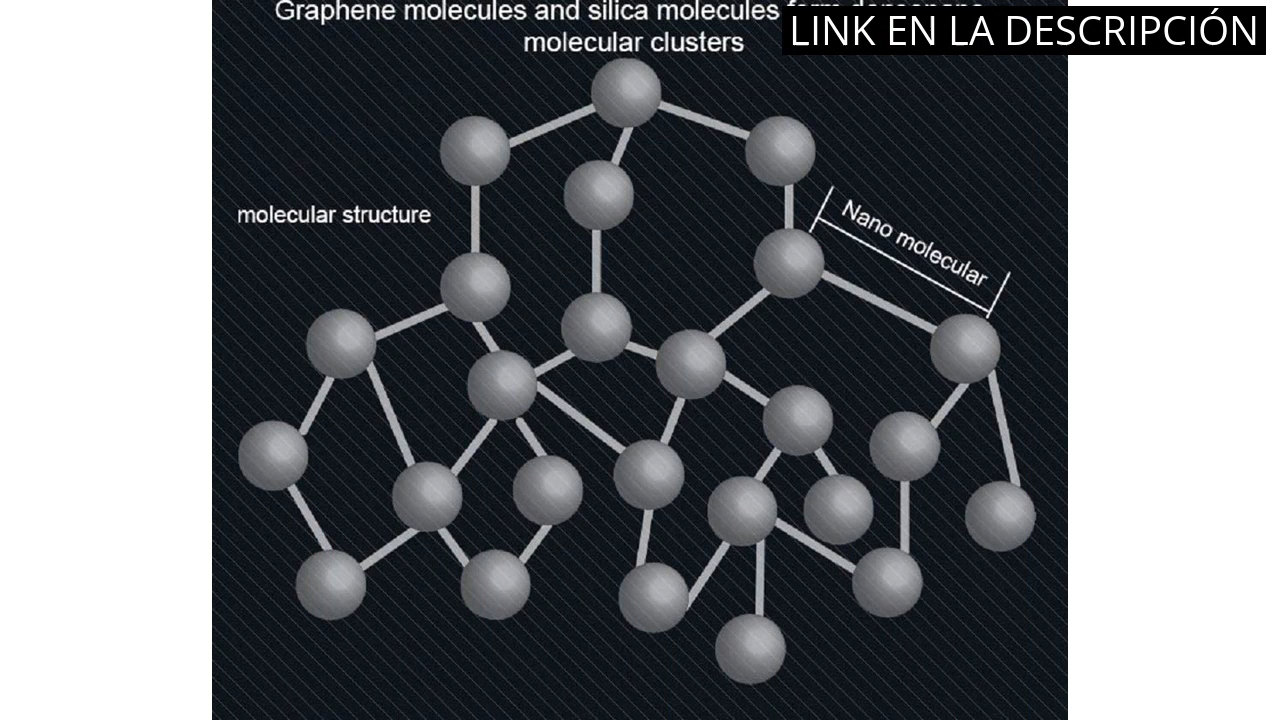 Graphene molecules and silica molecules
LINK EN LA DESCRIPCIÓN
molecular clusters
molecular structure
Nano molecular